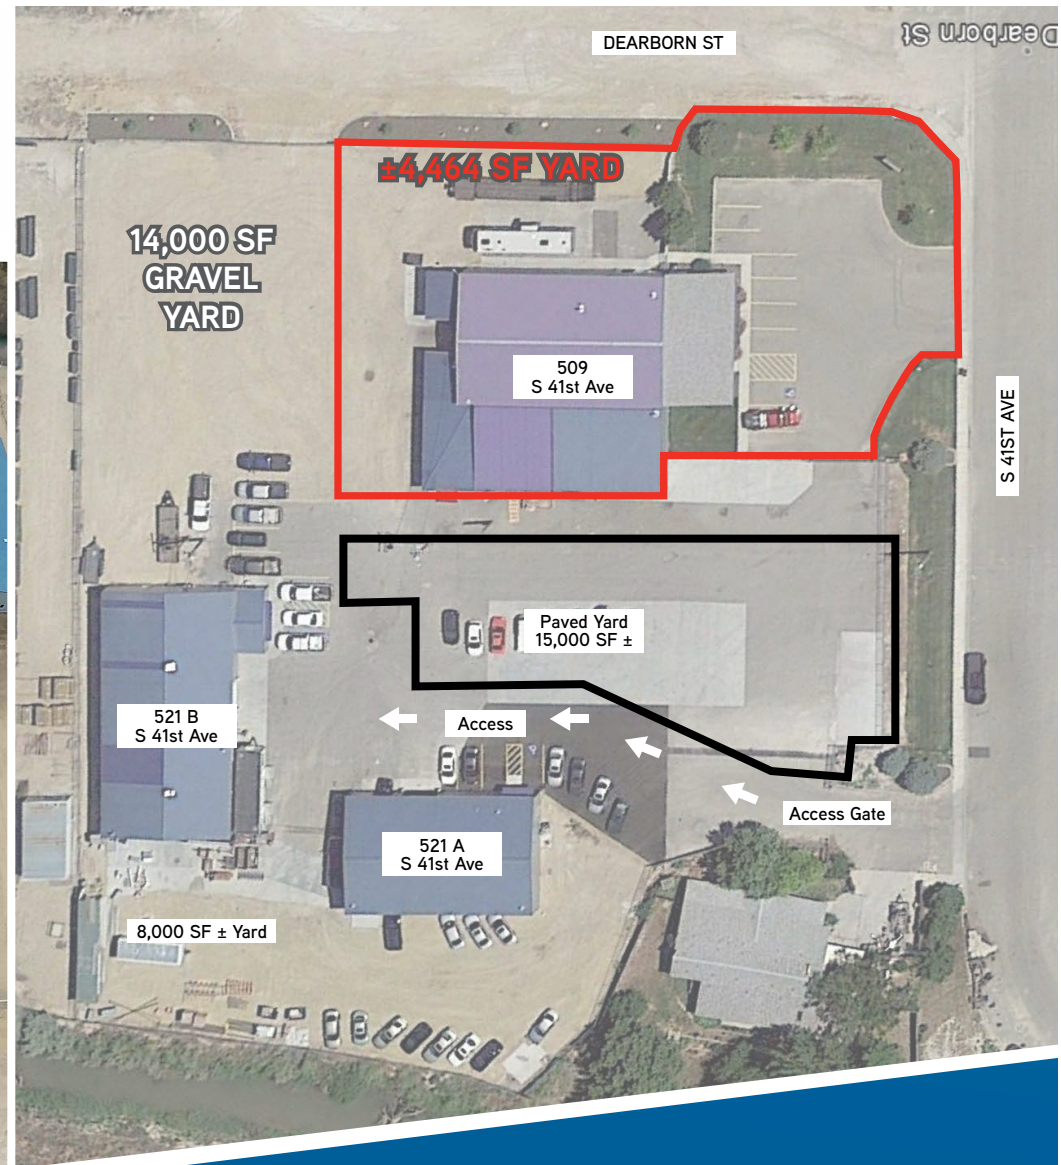 DEARBORN ST
Dearborn St
±4,464 SF YARD
14,000 SF
GRAVEL
YARD
509
S 41st Ave
S 41ST AVE
Paved Yard
15,000 SF ±
521 B
S 41st Ave
Access
Access Gate
521 A
S 41st Ave
8,000 SF ± Yard